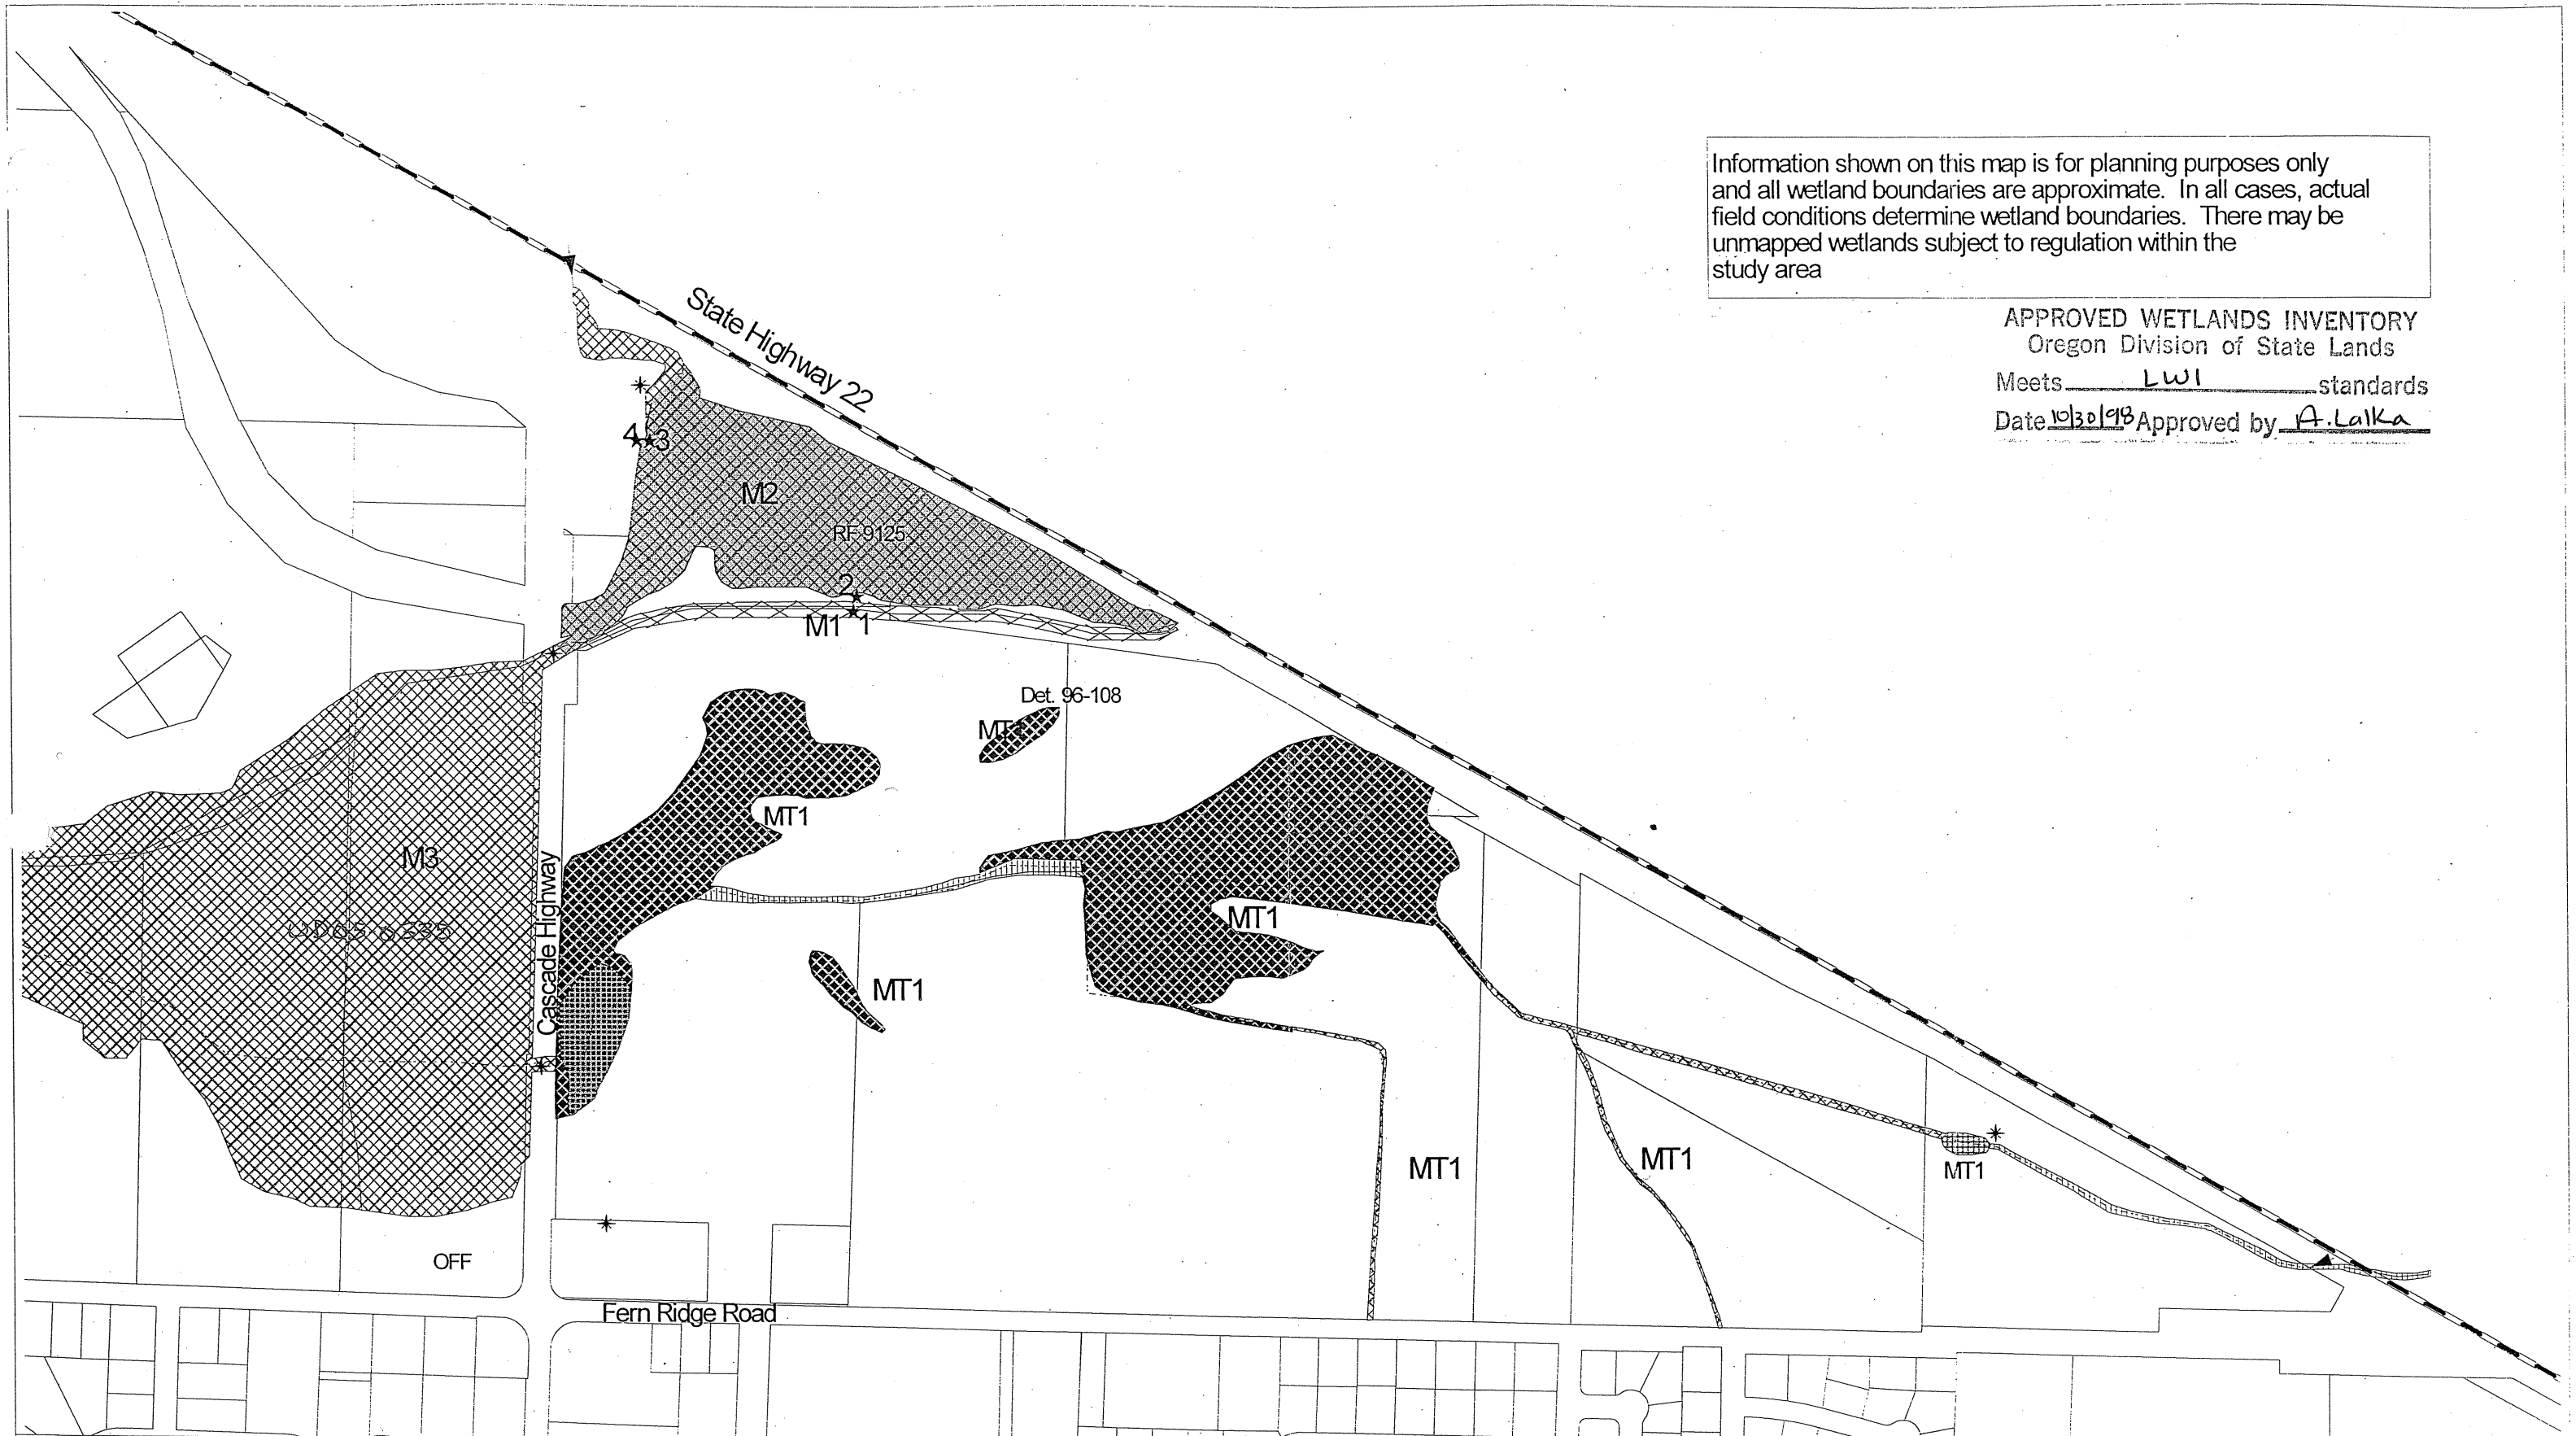 Information shown on this map is for planning purposes only
and all wetland boundaries are approximate. In all cases, actual
field conditions determine wetland boundaries. There may be
unmapped wetlands subject to regulation within the
study area
APPROVED WETLANDS INVENTORY
Oregon Division of State Lands
Meets LWI standards
Date 10/30/98 Approved by A. Lalka
State Highway 22
4 3
M2
RF 9125
2
M1 1
Det. 96-108
MT1
MT1
M3
Cascade Highway
MT1
MT1
MT1
MT1
MT1
OFF
Fern Ridge Road